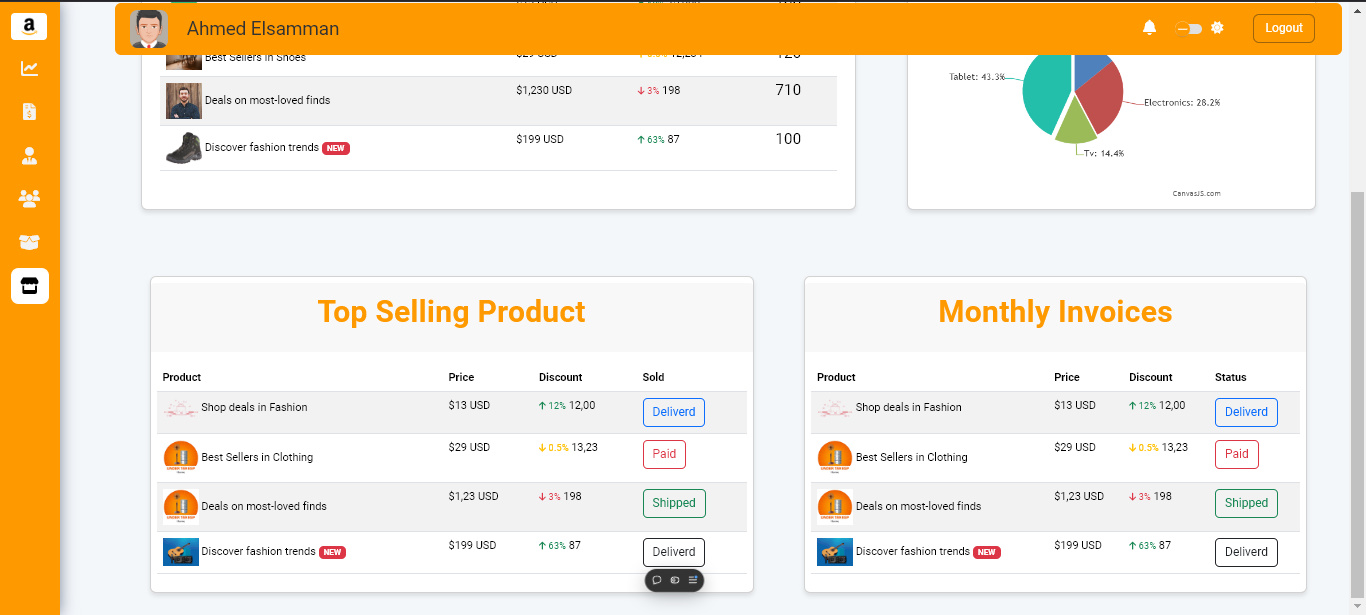 a
Ahmed Elsamman
Logout
Best Sellers in Shoes
Deals on most-loved finds $1,230 USD 3% 198 710
Discover fashion trends NEW $199 USD 63% 87 100
Tablet: 43.3%
Electronics: 28.2%
Tv: 14.4%
CanvasJS.com
Top Selling Product
Product Price Discount Sold
Shop deals in Fashion $13 USD 12% 12,00 Deliverd
Best Sellers in Clothing $29 USD 0.5% 13,23 Paid
Deals on most-loved finds $1,23 USD 3% 198 Shipped
Discover fashion trends NEW $199 USD 63% 87 Deliverd
Monthly Invoices
Product Price Discount Status
Shop deals in Fashion $13 USD 12% 12,00 Deliverd
Best Sellers in Clothing $29 USD 0.5% 13,23 Paid
Deals on most-loved finds $1,23 USD 3% 198 Shipped
Discover fashion trends NEW $199 USD 63% 87 Deliverd